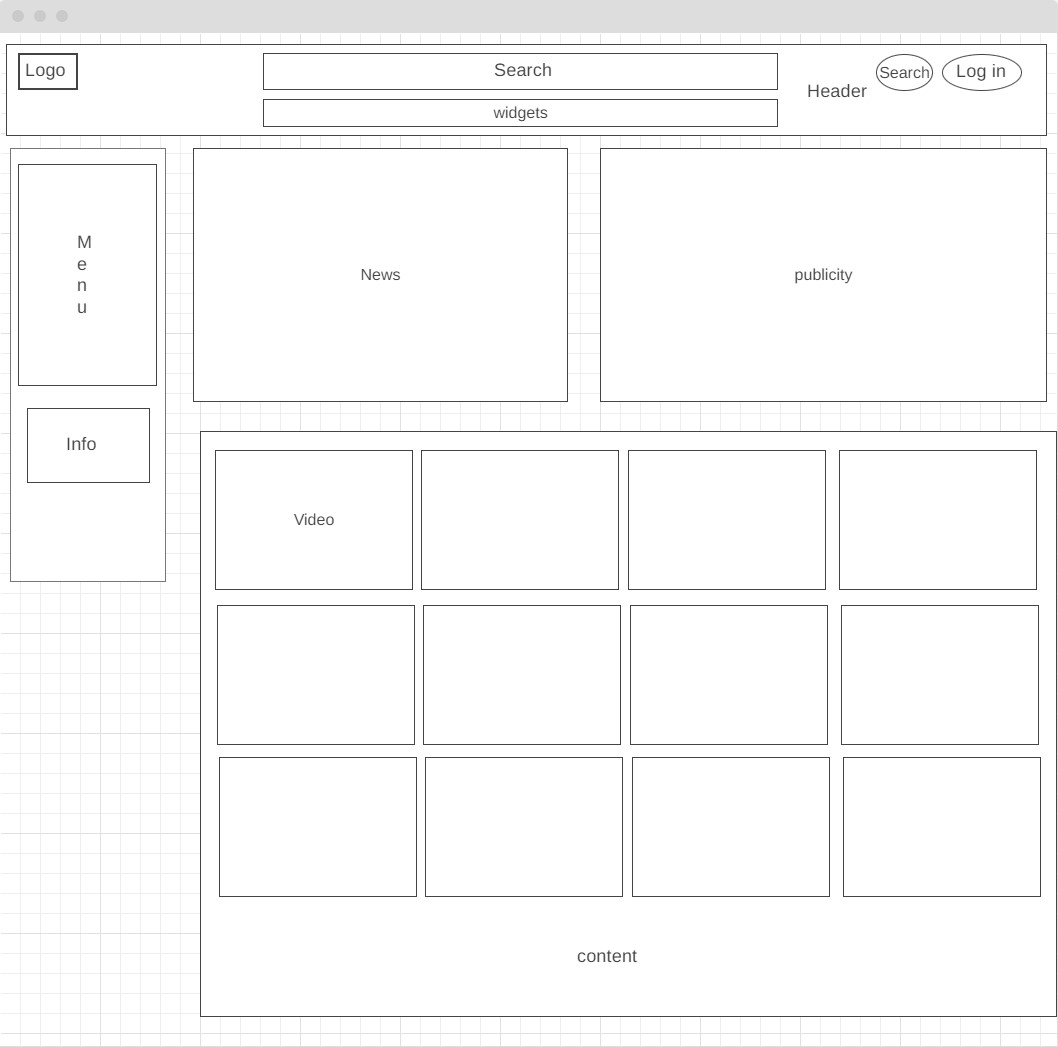 Logo
Search
widgets
Header
Search
Log in
M
e
n
u
Info
News
publicity
Video
content